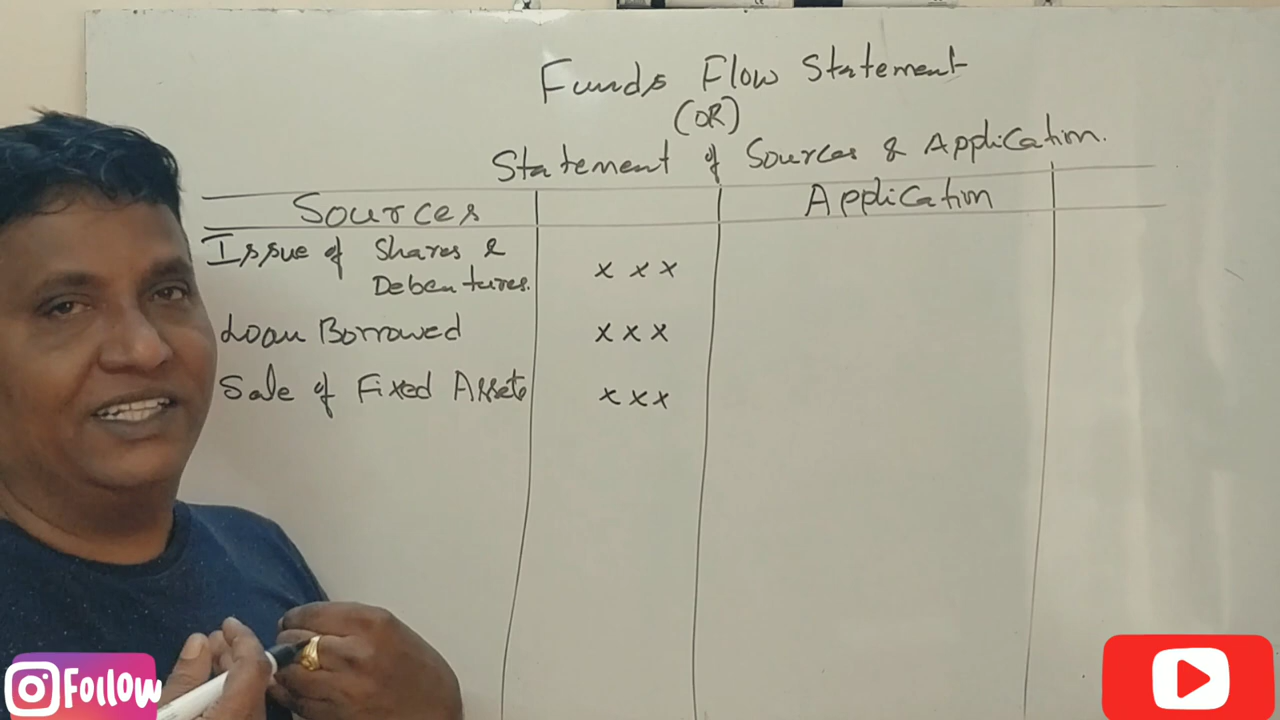 Funds Flow Statement
(OR)
Statement of Sources & Application.
Sources Application
Issue of Shares &
Debentures. x x x
Loan Borrowed x x x
Sale of Fixed Assets x x x
Follow